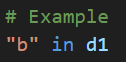 # Example
"b" in d1